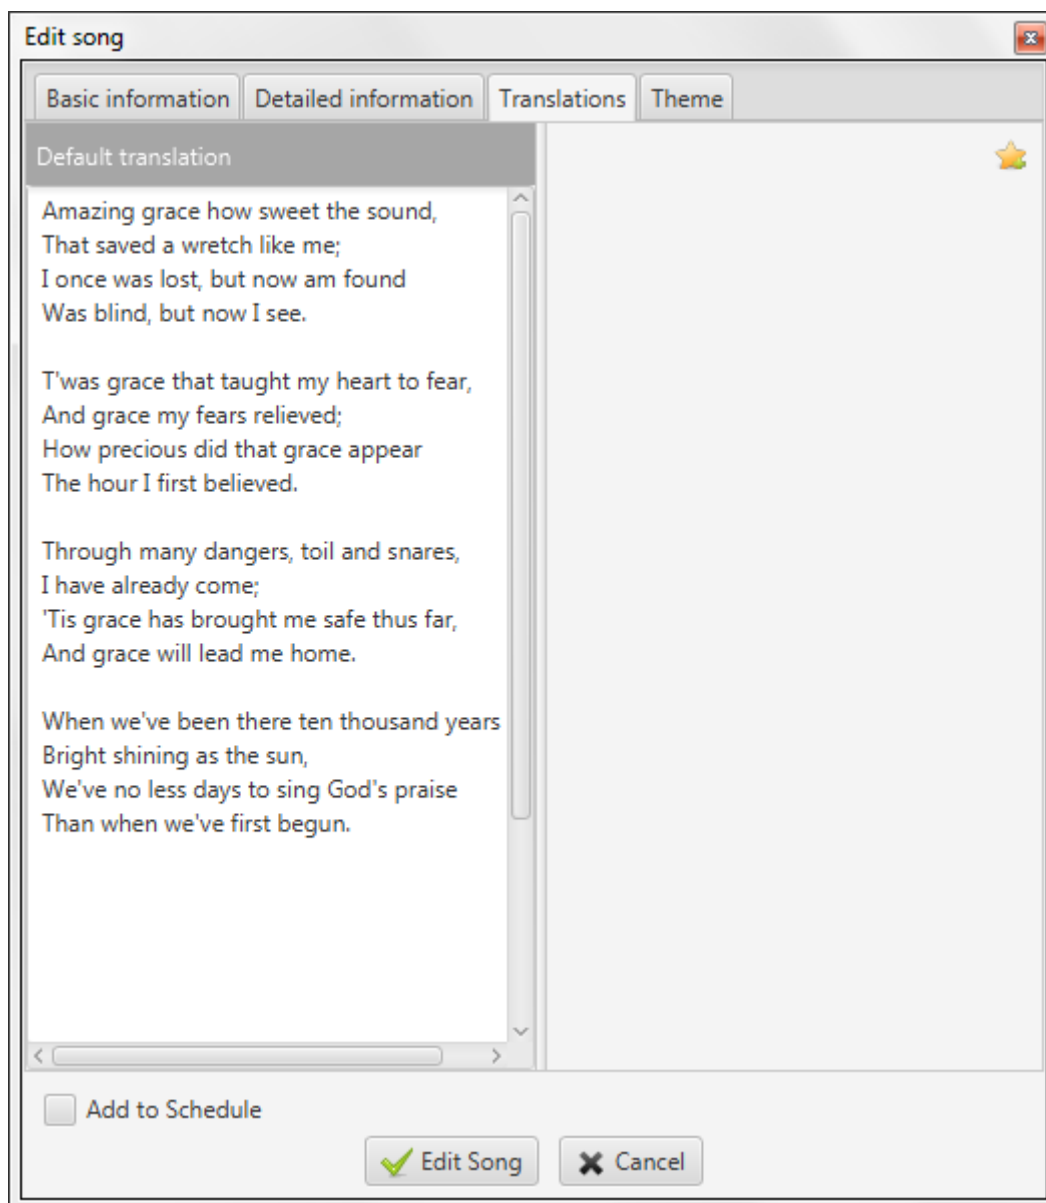 Edit song
Basic information
Detailed information
Translations
Theme
Default translation
Amazing grace how sweet the sound,
That saved a wretch like me;
I once was lost, but now am found
Was blind, but now I see.
T'was grace that taught my heart to fear,
And grace my fears relieved;
How precious did that grace appear
The hour I first believed.
Through many dangers, toil and snares,
I have already come;
'Tis grace has brought me safe thus far,
And grace will lead me home.
When we've been there ten thousand years
Bright shining as the sun,
We've no less days to sing God's praise
Than when we've first begun.
Add to Schedule
Edit Song
Cancel